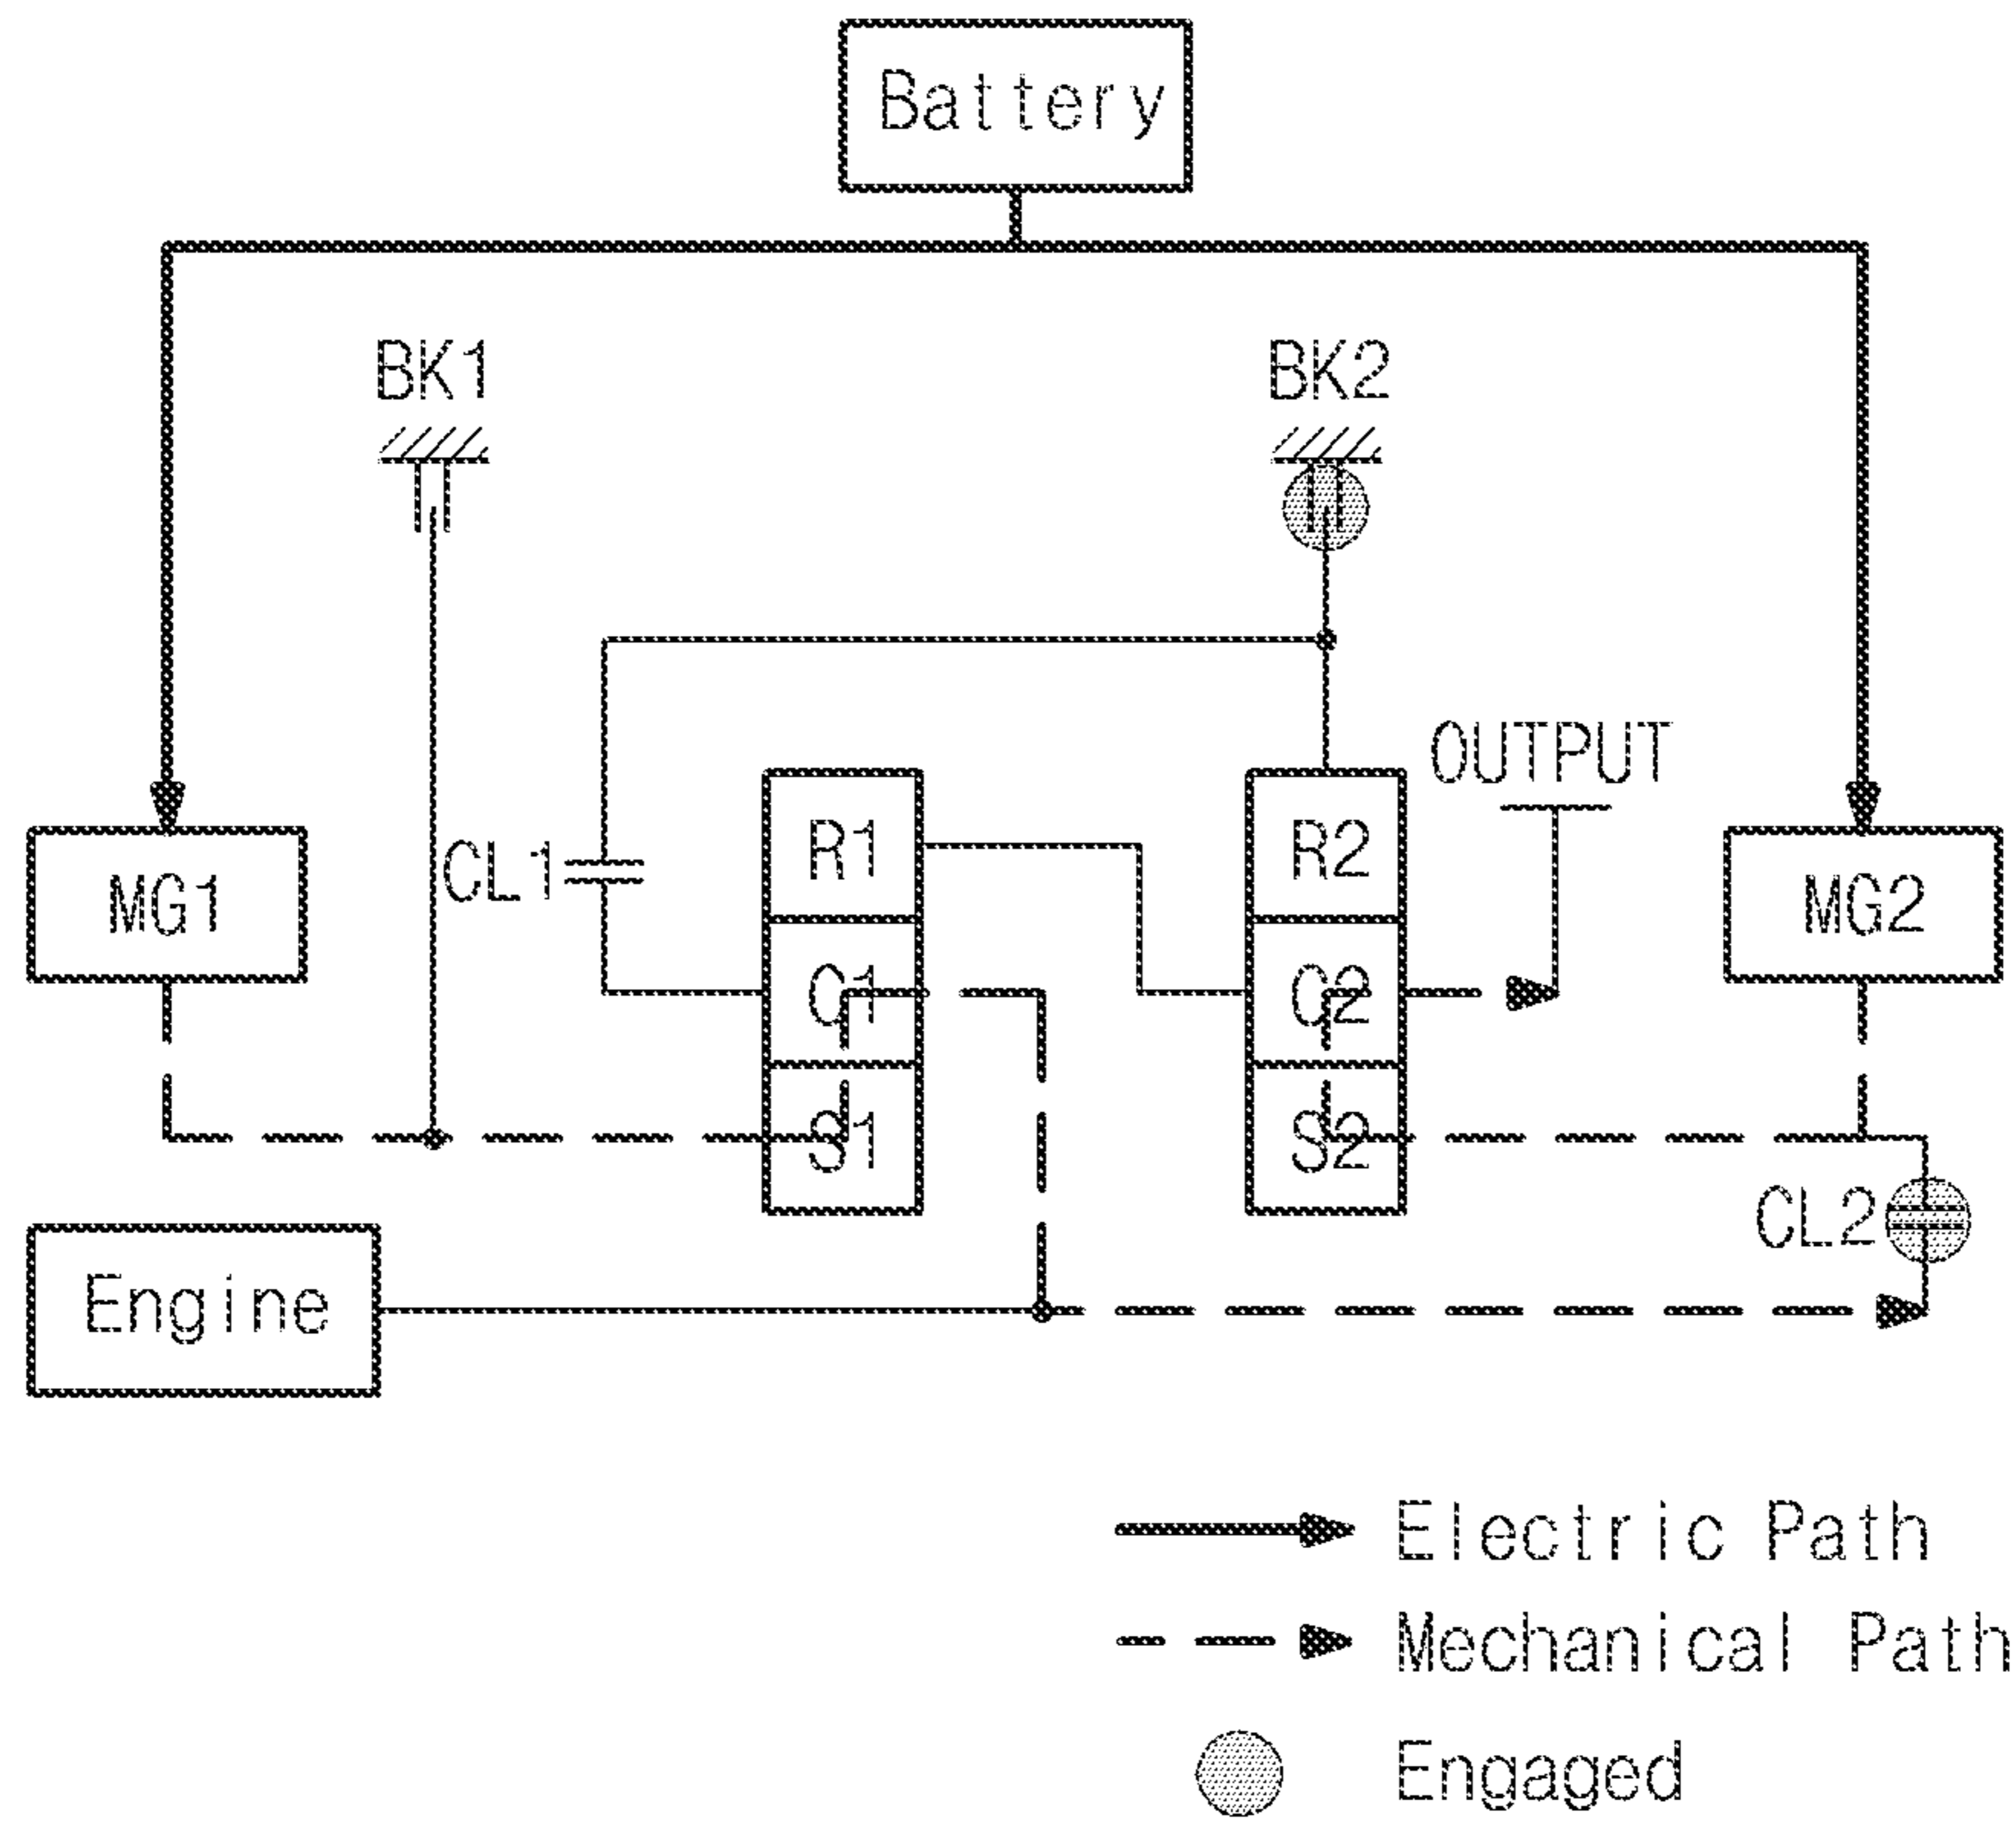 Battery
BK1
BK2
OUTPUT
CL1
R1
R2
MG1
MG2
C1
C2
S1
S2
CL2
Engine
Electric Path
Mechanical Path
Engaged